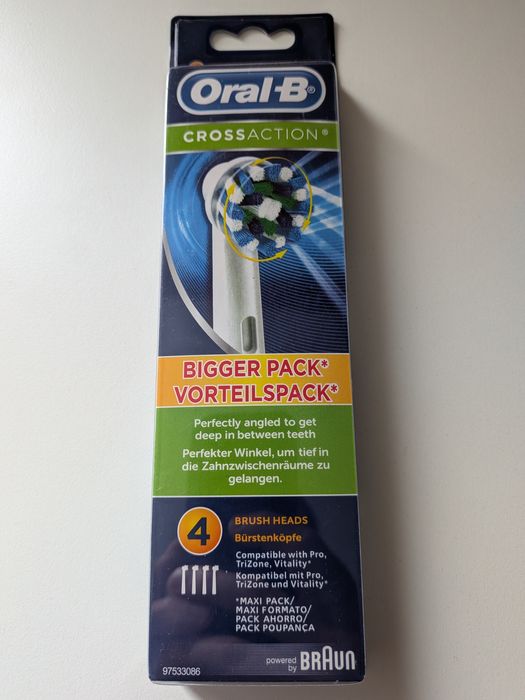 Oral-B®
CROSSACTION®
BIGGER PACK*
VORTEILSPACK*
Perfectly angled to get
deep in between teeth
Perfekter Winkel, um tief in
die Zahnzwischenräume zu
gelangen.
4
BRUSH HEADS
Bürstenköpfe
Compatible with Pro,
TriZone, Vitality*
Kompatibel mit Pro,
TriZone und Vitality*
*MAXI PACK/
MAXI FORMATO/
PACK AHORRO/
PACK POUPANÇA
97533086
powered by
BRAUN